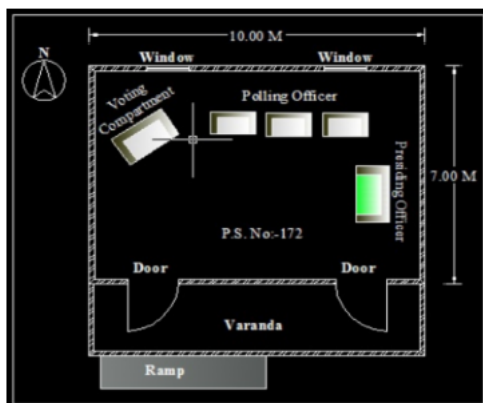 10.00 M
N
Window
Window
Voting
Compartment
Polling Officer
Presiding Officer
7.00 M
P.S. No:-172
Door
Door
Varanda
Ramp